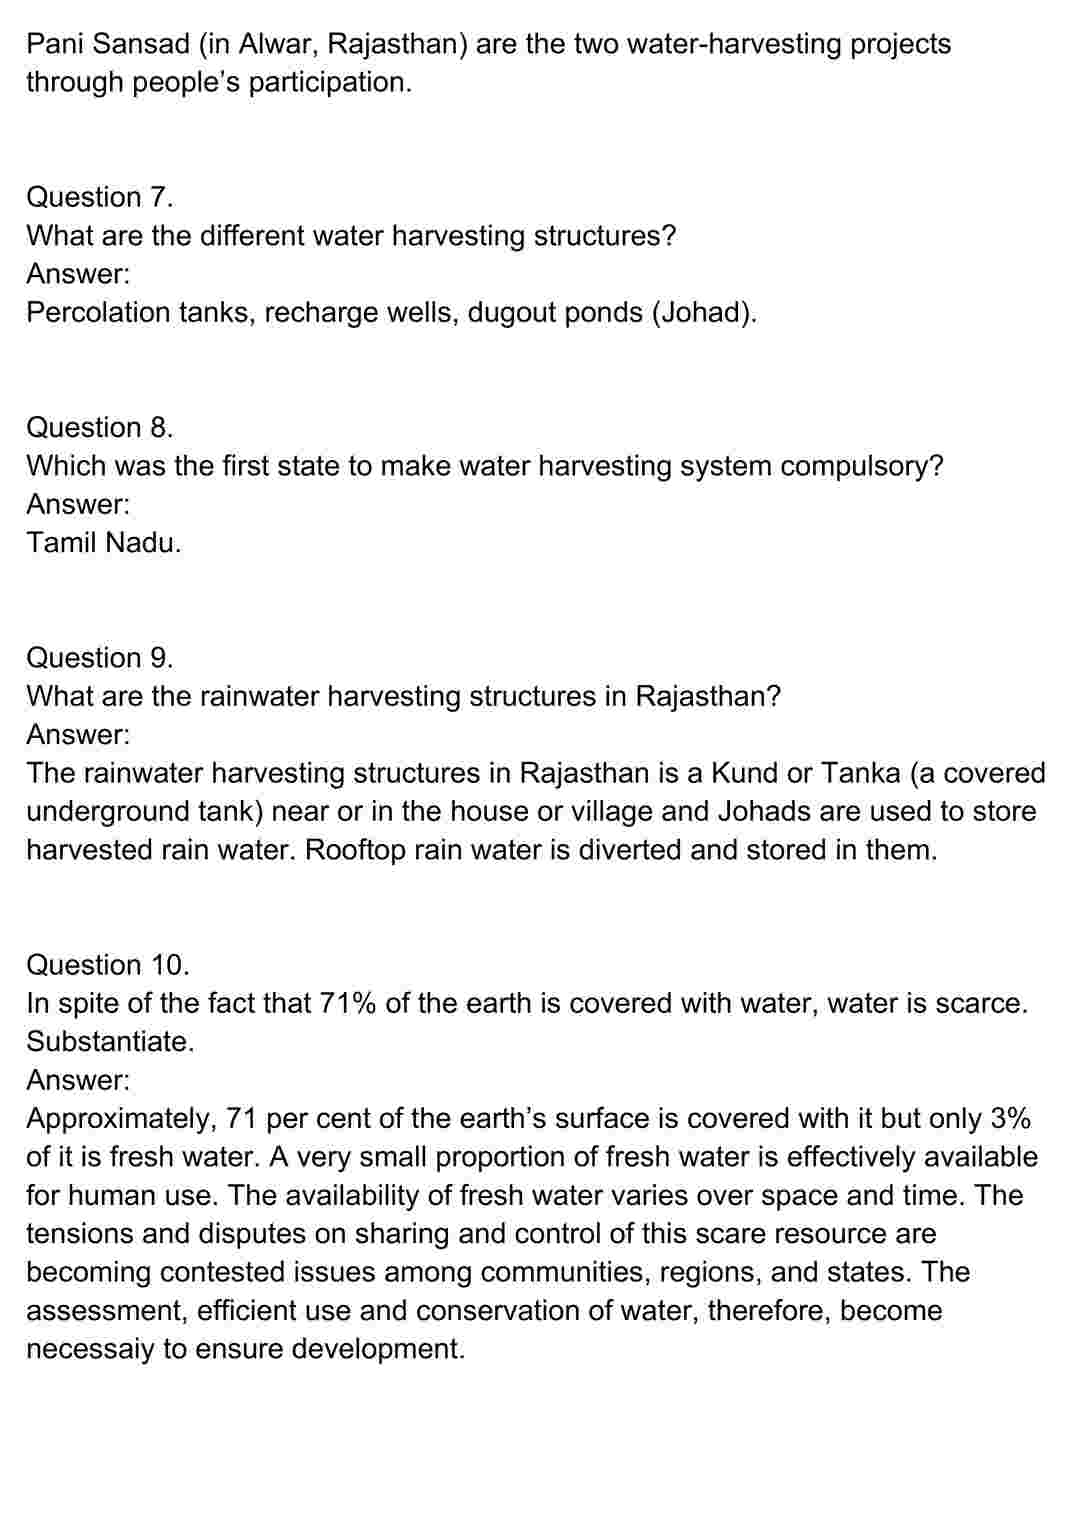 Pani Sansad (in Alwar, Rajasthan) are the two water-harvesting projects
through people's participation.
Question 7.
What are the different water harvesting structures?
Answer:
Percolation tanks, recharge wells, dugout ponds (Johad).
Question 8.
Which was the first state to make water harvesting system compulsory?
Answer:
Tamil Nadu.
Question 9.
What are the rainwater harvesting structures in Rajasthan?
Answer:
The rainwater harvesting structures in Rajasthan is a Kund or Tanka (a covered
underground tank) near or in the house or village and Johads are used to store
harvested rain water. Rooftop rain water is diverted and stored in them.
Question 10.
In spite of the fact that 71% of the earth is covered with water, water is scarce.
Substantiate.
Answer:
Approximately, 71 per cent of the earth's surface is covered with it but only 3%
of it is fresh water. A very small proportion of fresh water is effectively available
for human use. The availability of fresh water varies over space and time. The
tensions and disputes on sharing and control of this scare resource are
becoming contested issues among communities, regions, and states. The
assessment, efficient use and conservation of water, therefore, become
necessaiy to ensure development.